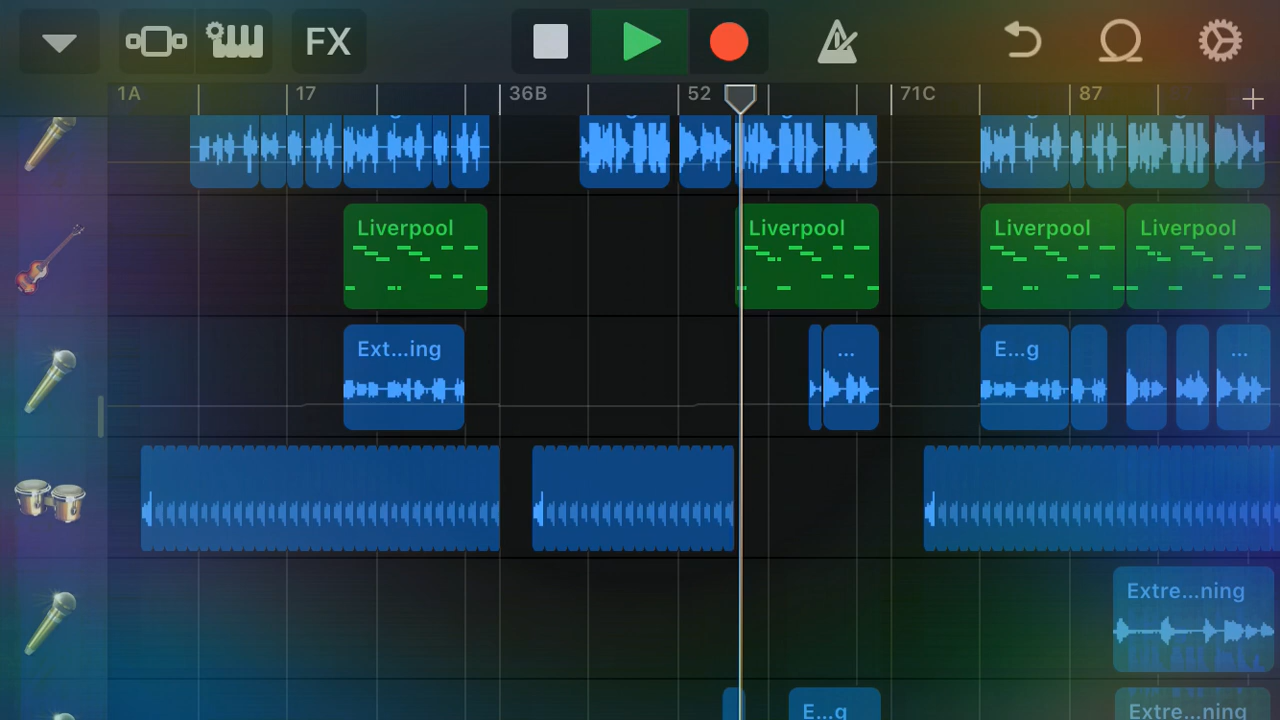 FX
1A 17 36B 52 71C 87
Liverpool Liverpool Liverpool Liverpool
Ext...ing ... E...g ...
Extre...ning
E...g Extre...ning